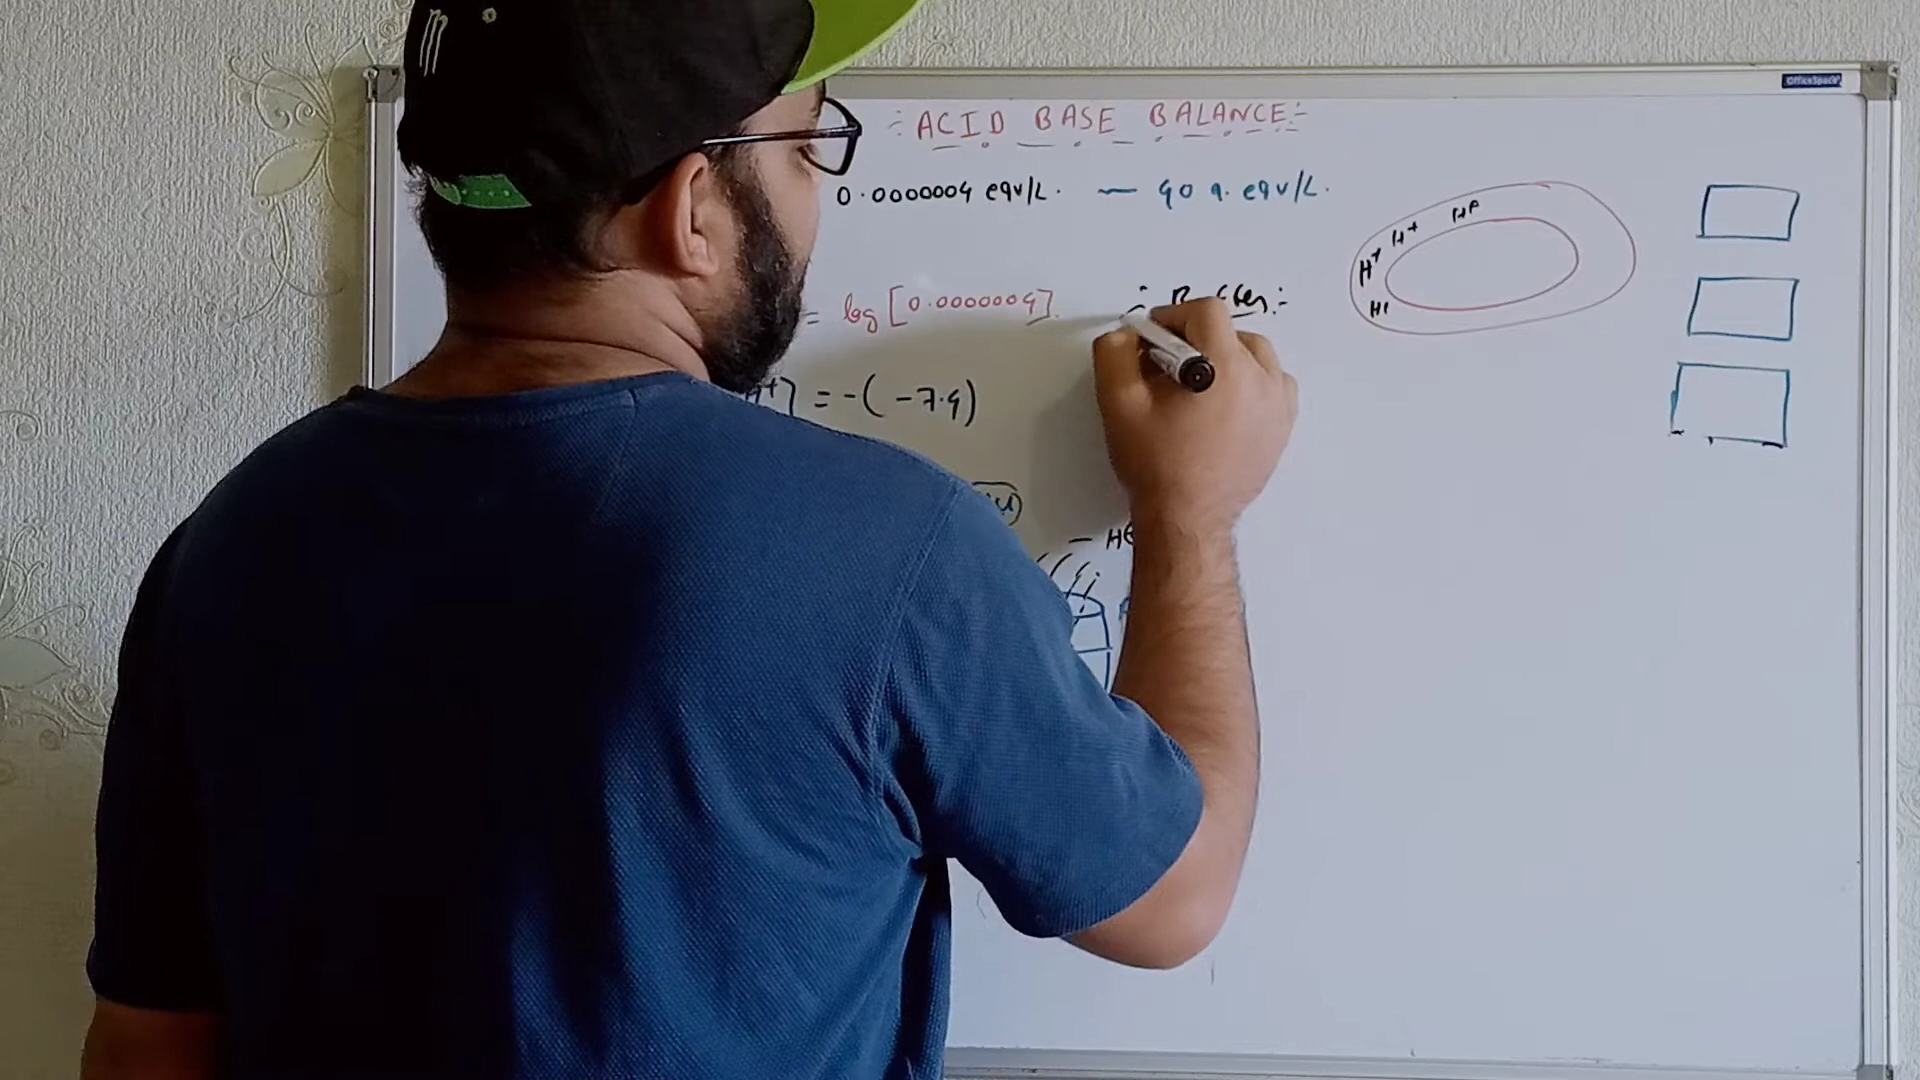 OfficeSpace
-: ACID BASE BALANCE :-
0.0000004 eqv/L. — 40 n. eqv/L.
H+ H+ H+ H+
= log [0.0000004].
-: Buffer :-
= -( -7.4)